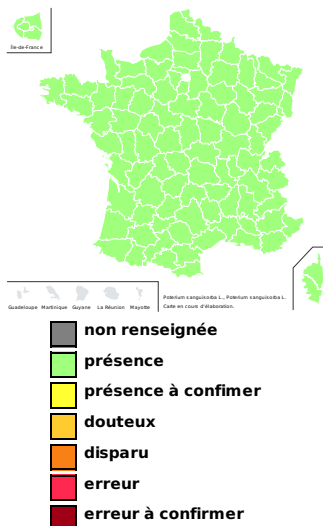 Île-de-France
Guadeloupe Martinique Guyane La Réunion Mayotte
Poterium sanguisorba L., Poterium sanguisorba L.
Carte en cours d'élaboration.
non renseignée
présence
présence à confimer
douteux
disparu
erreur
erreur à confirmer